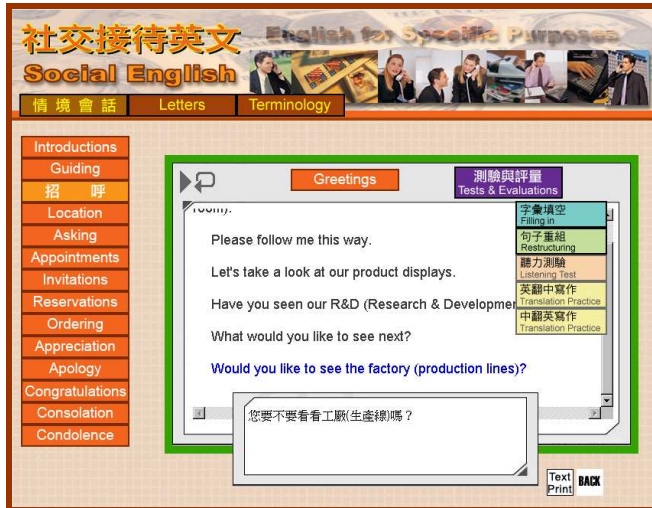 社交接待英文
English for Specific Purposes
Social English
情境會話
Letters
Terminology
Introductions
Guiding
招 呼
Location
Asking
Appointments
Invitations
Reservations
Ordering
Appreciation
Apology
Congratulations
Consolation
Condolence
Greetings
測驗與評量
Tests & Evaluations
字彙填空
Filling in
句子重組
Restructuring
聽力測驗
Listening Test
英翻中寫作
Translation Practice
中翻英寫作
Translation Practice
room).
Please follow me this way.
Let's take a look at our product displays.
Have you seen our R&D (Research & Developmen
What would you like to see next?
Would you like to see the factory (production lines)?
您要不要看看工廠(生產線)嗎？
Text
Print
BACK